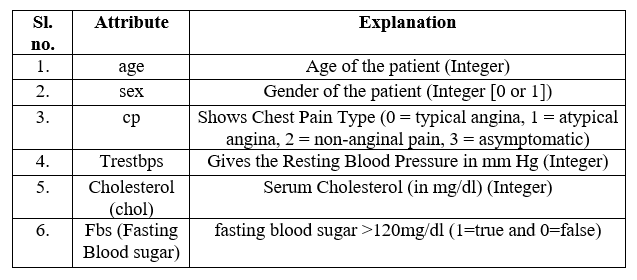 Sl. no. Attribute Explanation
1. age Age of the patient (Integer)
2. sex Gender of the patient (Integer [0 or 1])
3. cp Shows Chest Pain Type (0 = typical angina, 1 = atypical
angina, 2 = non-anginal pain, 3 = asymptomatic)
4. Trestbps Gives the Resting Blood Pressure in mm Hg (Integer)
5. Cholesterol Serum Cholesterol (in mg/dl) (Integer)
(chol)
6. Fbs (Fasting fasting blood sugar >120mg/dl (1=true and 0=false)
Blood sugar)